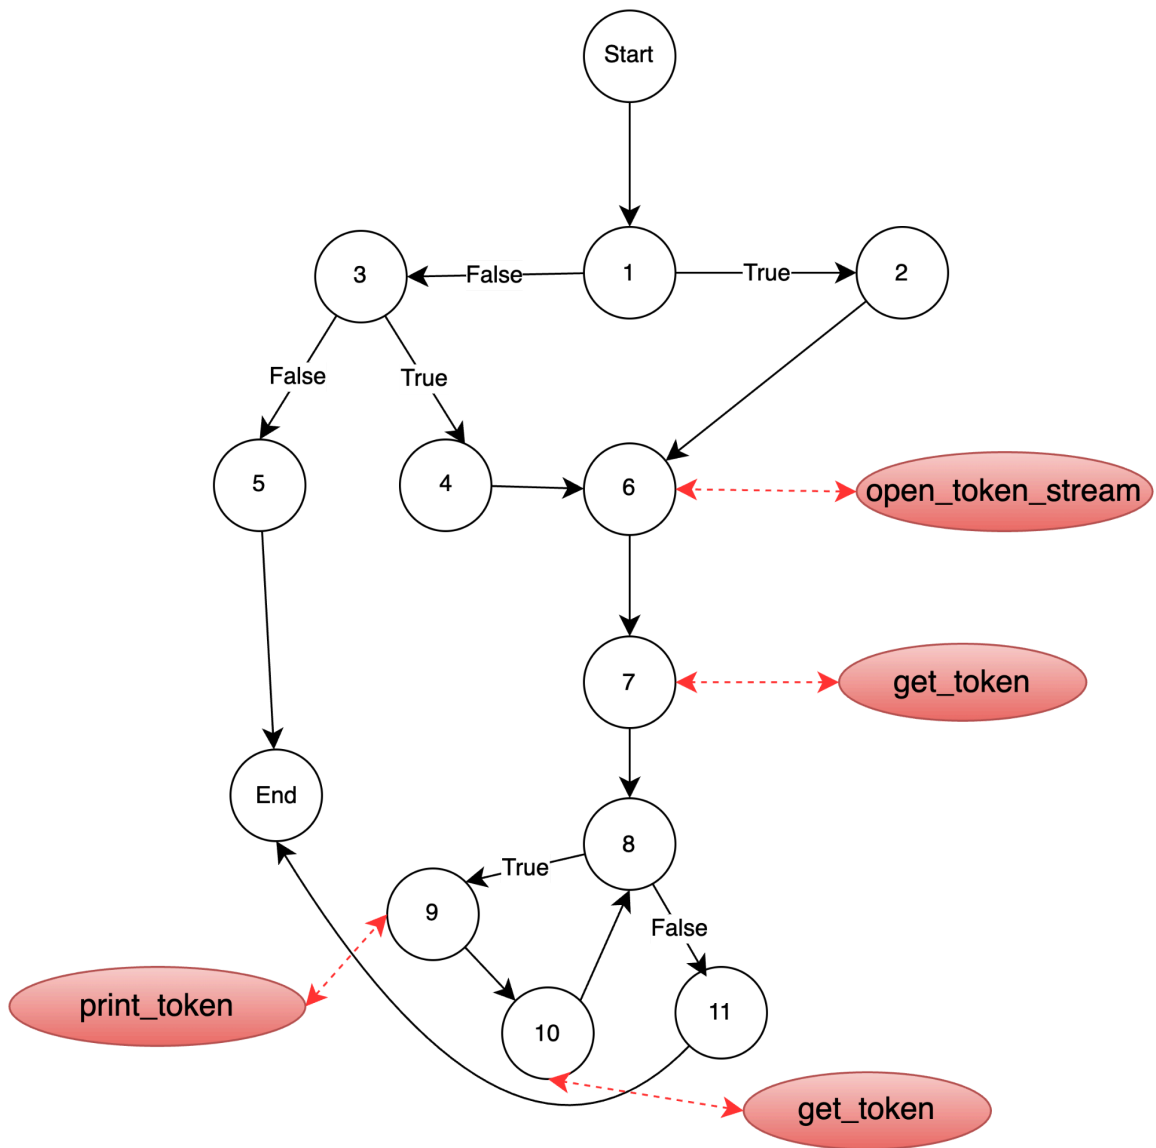 Start
3
False
1
True
2
False
True
5
4
6
open_token_stream
7
get_token
End
8
True
9
False
print_token
10
11
get_token